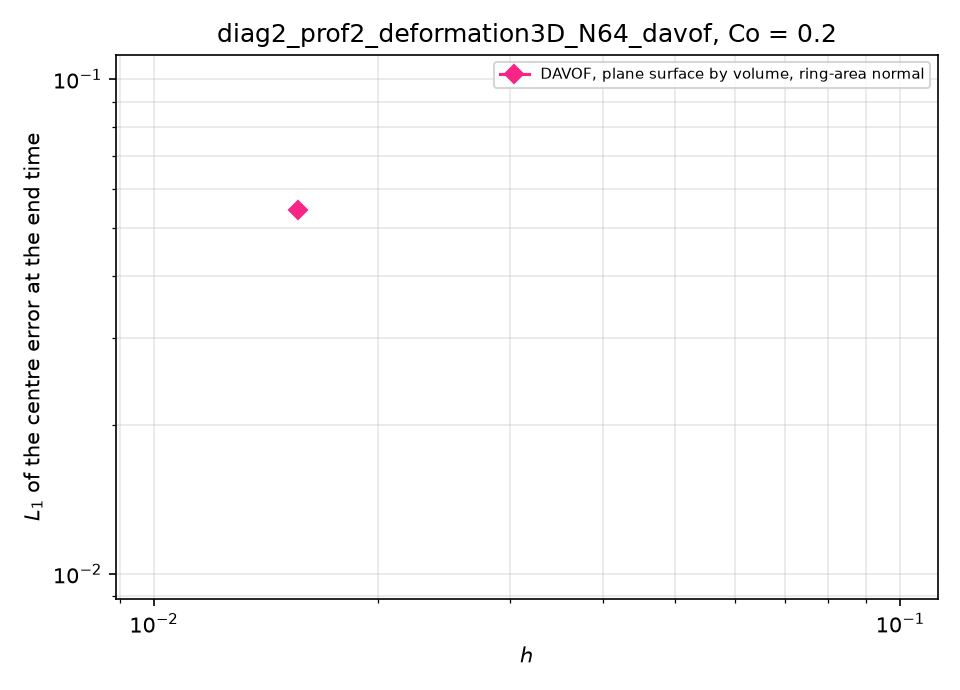 diag2_prof2_deformation3D_N64_davof, Co = 0.2
DAVOF, plane surface by volume, ring-area normal
L₁ of the centre error at the end time
10⁻¹
10⁻²
10⁻²
10⁻¹
h